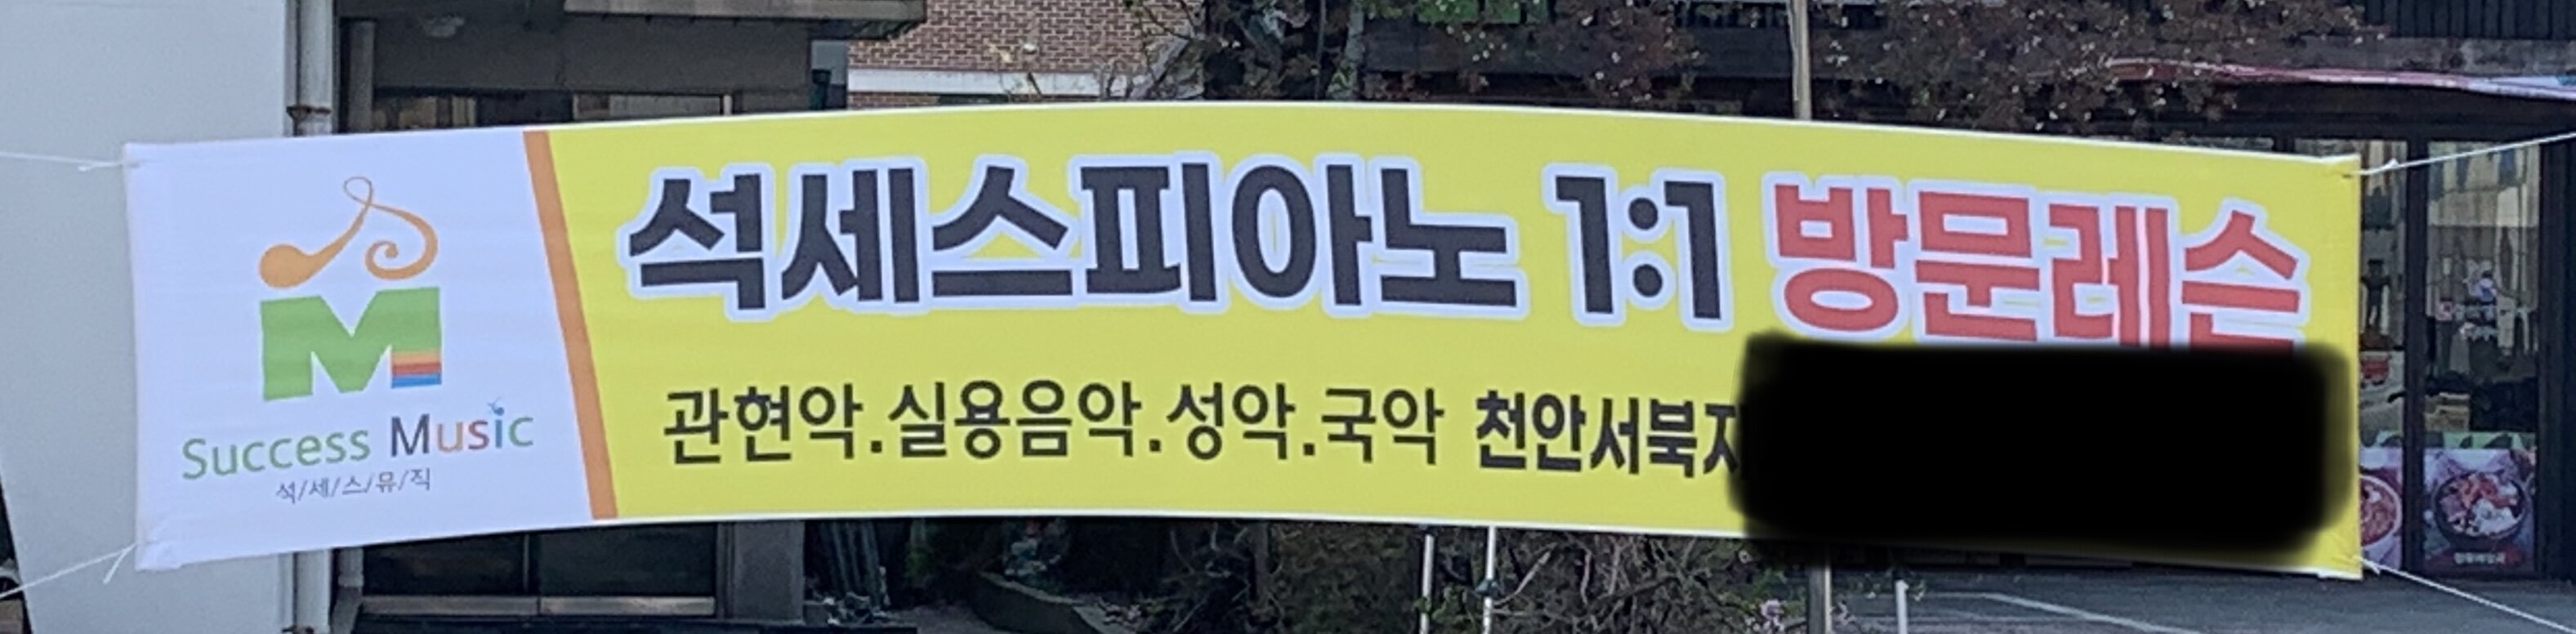 석세스피아노 1:1 방문레슨
관현악.실용음악.성악.국악 천안서북지
Success Music
석/세/스/뮤/직